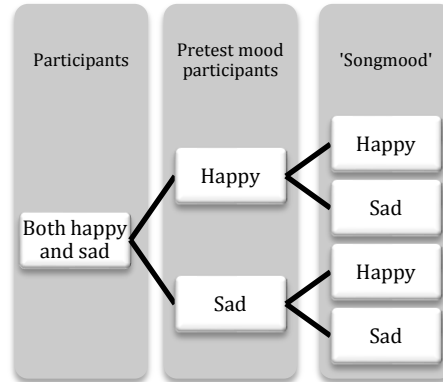 Participants
Pretest mood
participants
'Songmood'
Both happy
and sad
Happy
Sad
Happy
Sad
Happy
Sad